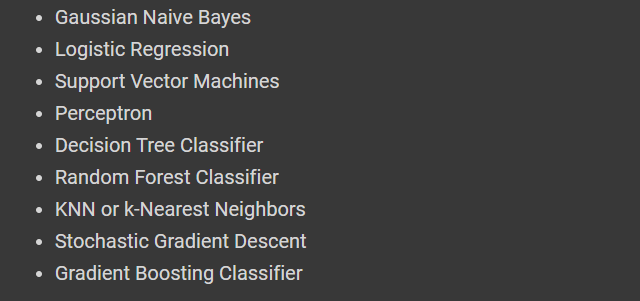 Gaussian Naive Bayes
Logistic Regression
Support Vector Machines
Perceptron
Decision Tree Classifier
Random Forest Classifier
KNN or k-Nearest Neighbors
Stochastic Gradient Descent
Gradient Boosting Classifier